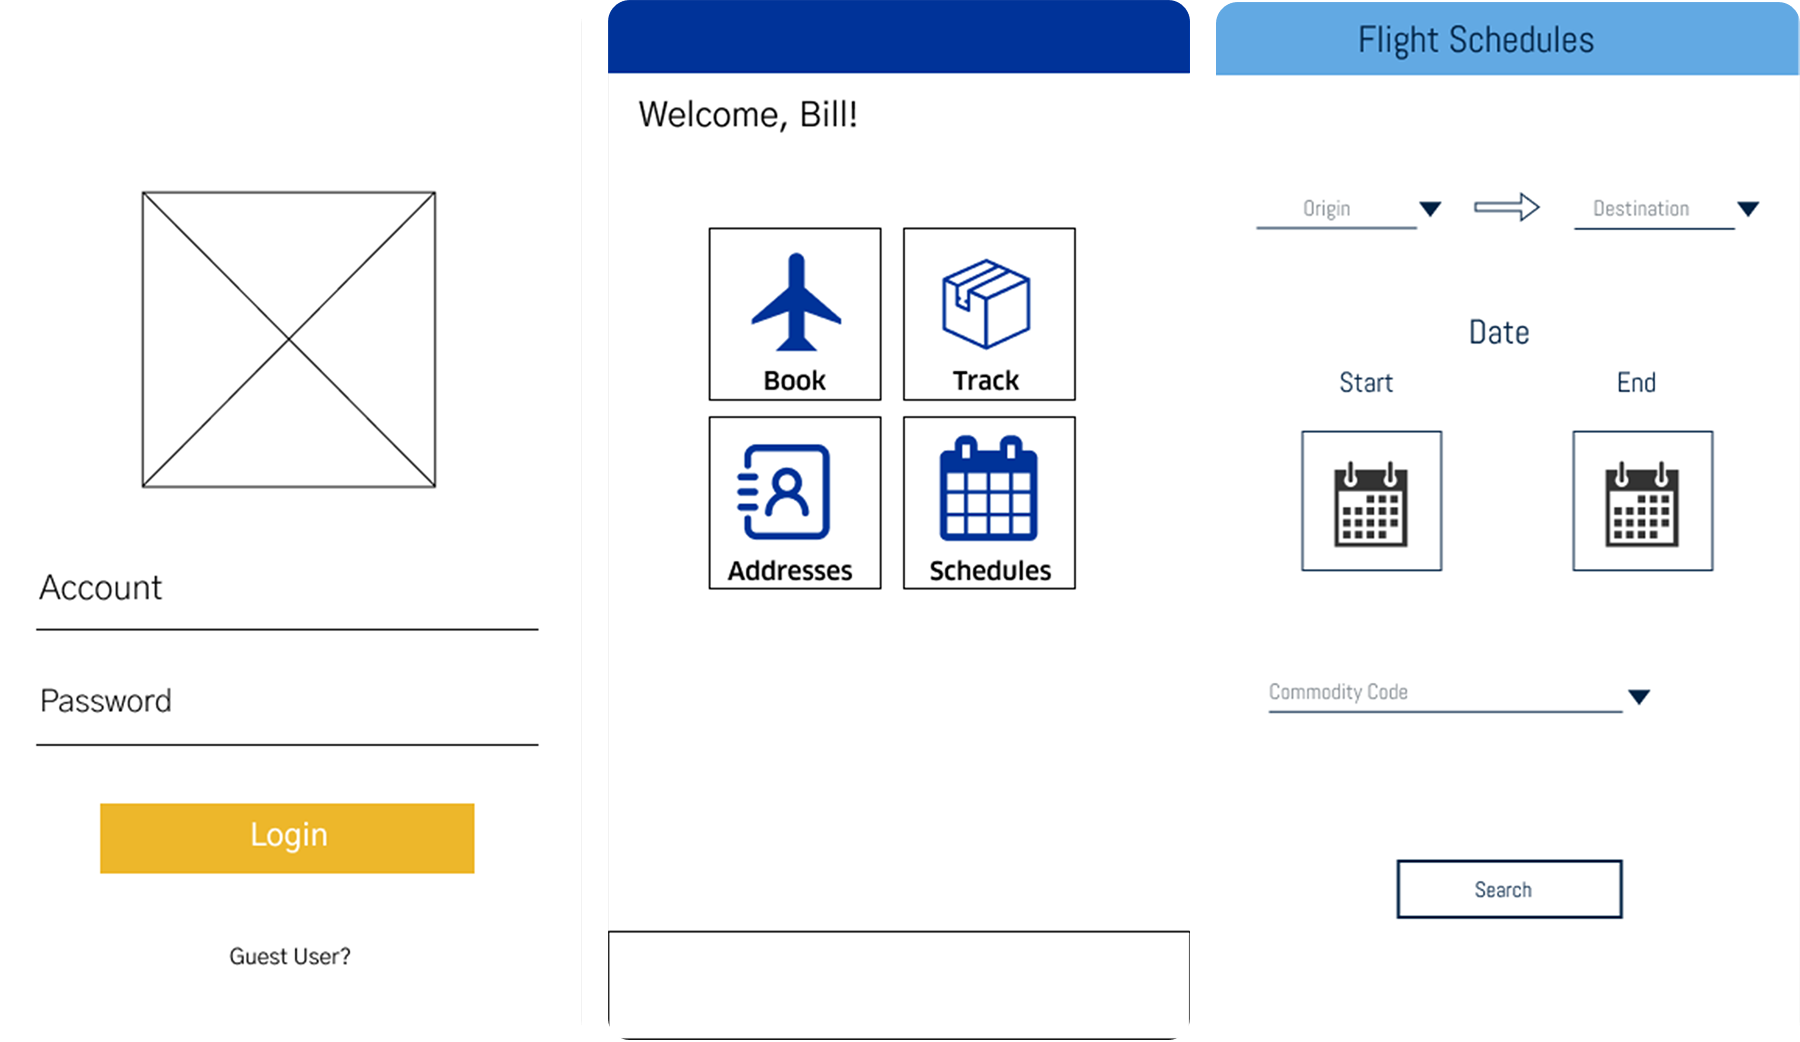 Account
Password
Login
Guest User?
Welcome, Bill!
Book
Track
Addresses
Schedules
Flight Schedules
Origin
Destination
Date
Start
End
Commodity Code
Search